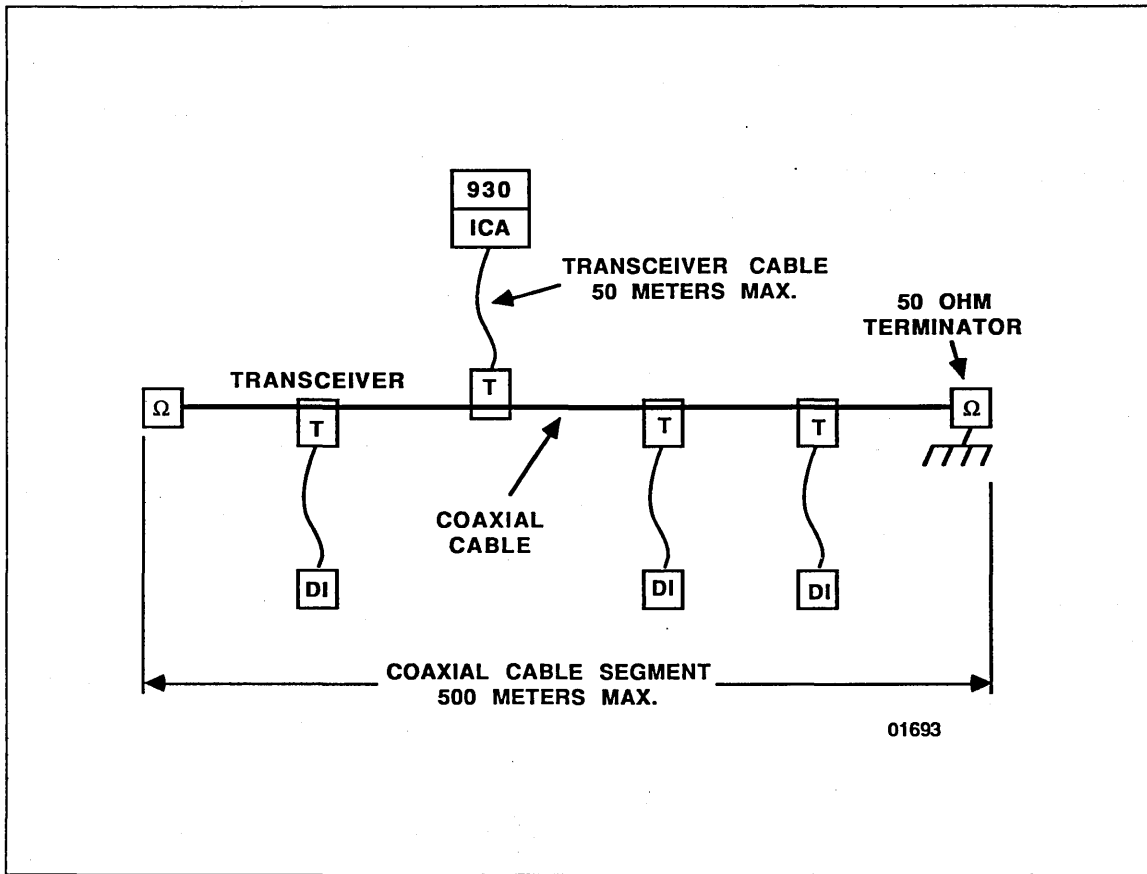 930
ICA
TRANSCEIVER CABLE
50 METERS MAX.
50 OHM
TERMINATOR
TRANSCEIVER
T
Ω
Ω
T
T
T
COAXIAL
CABLE
DI
DI
DI
COAXIAL CABLE SEGMENT
500 METERS MAX.
01693